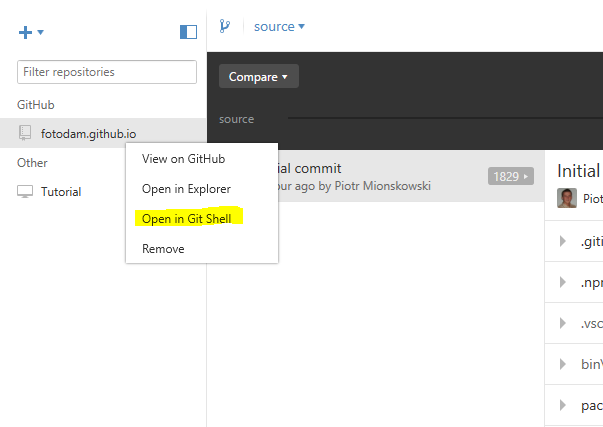 source
Filter repositories
Compare
GitHub
source
fotodam.github.io
View on GitHub
Open in Explorer
Open in Git Shell
Remove
Other
Tutorial
ial commit
our ago by Piotr Mionskowski
1829
Initial
Piot
.giti
.npr
.vsc
bin\
pac